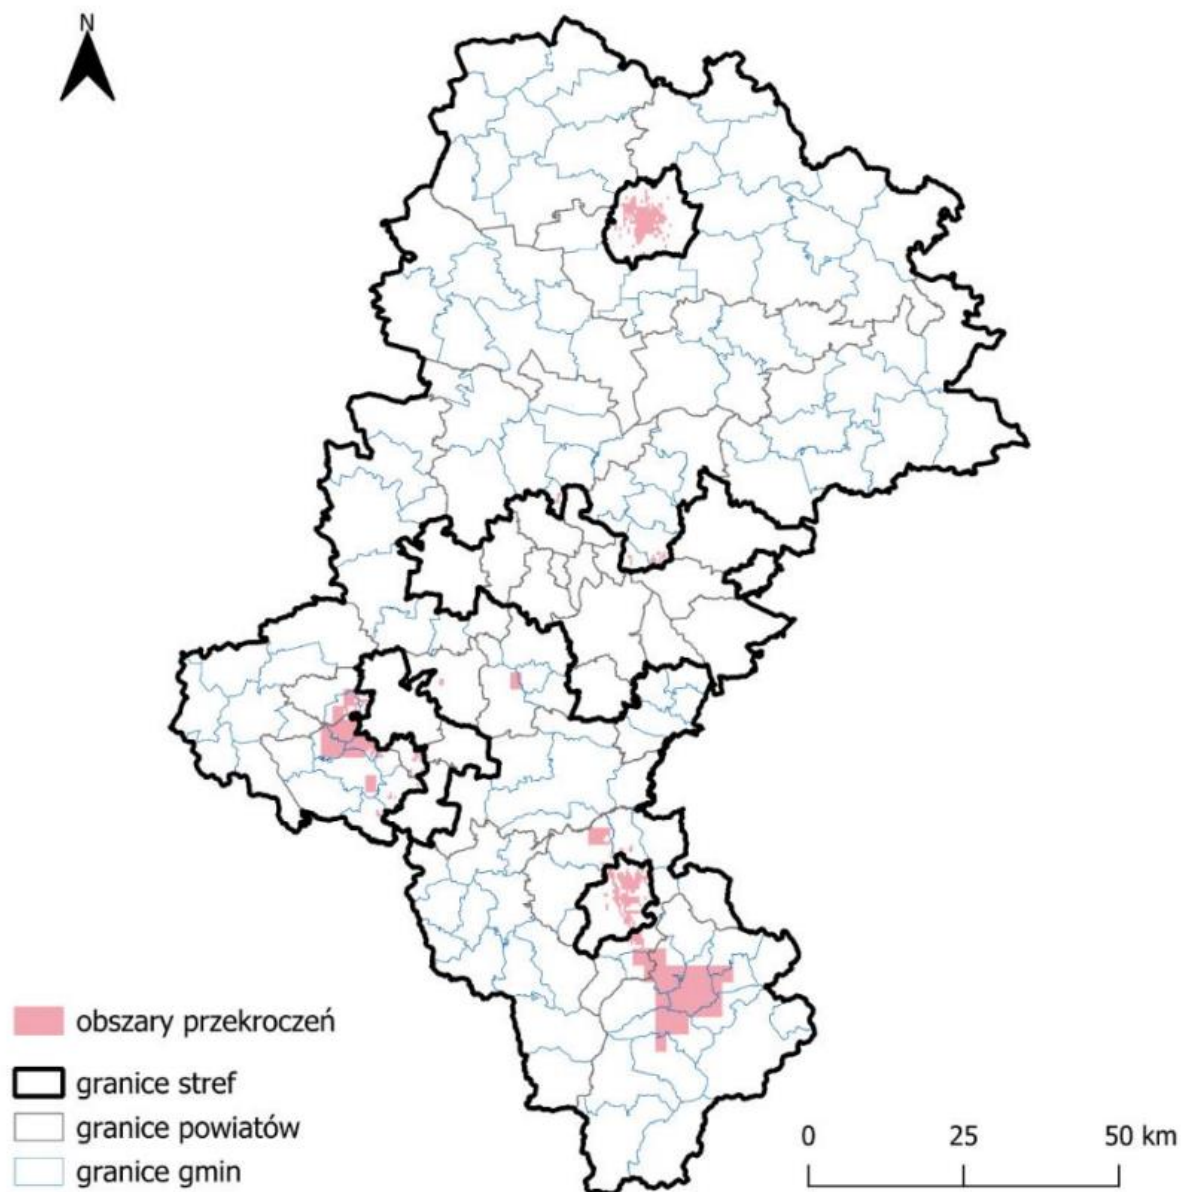 N
obszary przekroczeń
granice stref
granice powiatów
granice gmin
0 25 50 km